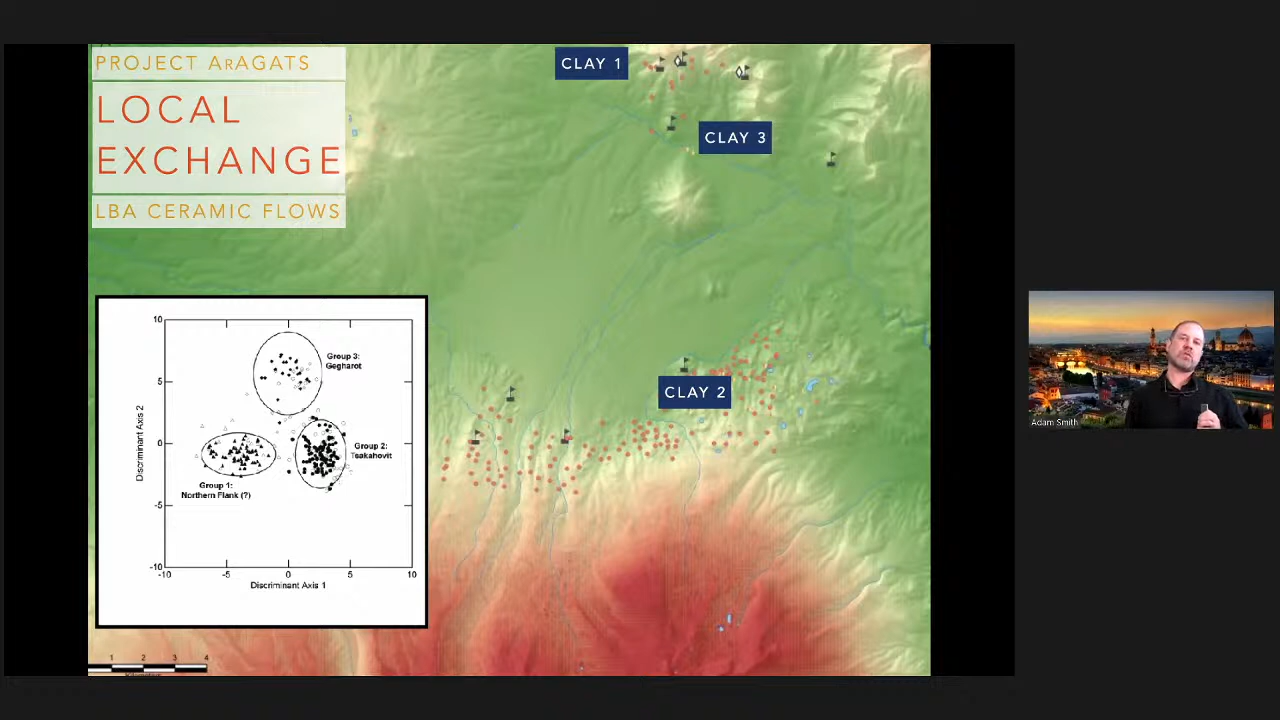 PROJECT ArAGATS
LOCAL
EXCHANGE
LBA CERAMIC FLOWS
CLAY 1
CLAY 3
CLAY 2
10
5
0
-5
-10
-10 -5 0 5 10
Discriminant Axis 2
Discriminant Axis 1
Group 3:
Gegharot
Group 2:
Tsakahovit
Group 1:
Northern Flank (?)
1 2 3 4
Adam Smith